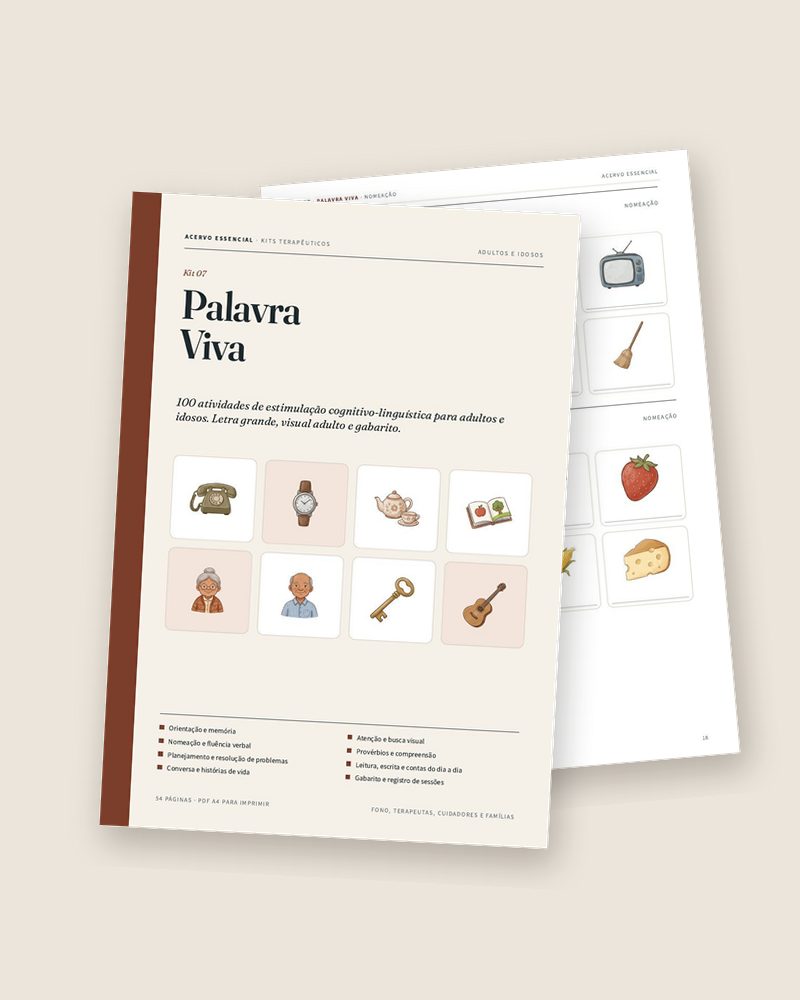 ACERVO ESSENCIAL · KITS TERAPÊUTICOS
ADULTOS E IDOSOS
Kit 07
Palavra
Viva
100 atividades de estimulação cognitivo-linguística para adultos e
idosos. Letra grande, visual adulto e gabarito.
Orientação e memória
Nomeação e fluência verbal
Planejamento e resolução de problemas
Conversa e histórias de vida
Atenção e busca visual
Provérbios e compreensão
Leitura, escrita e contas do dia a dia
Gabarito e registro de sessões
54 PÁGINAS · PDF A4 PARA IMPRIMIR
FONO, TERAPEUTAS, CUIDADORES E FAMÍLIAS
PALAVRA VIVA · NOMEAÇÃO
ACERVO ESSENCIAL
NOMEAÇÃO
NOMEAÇÃO
18